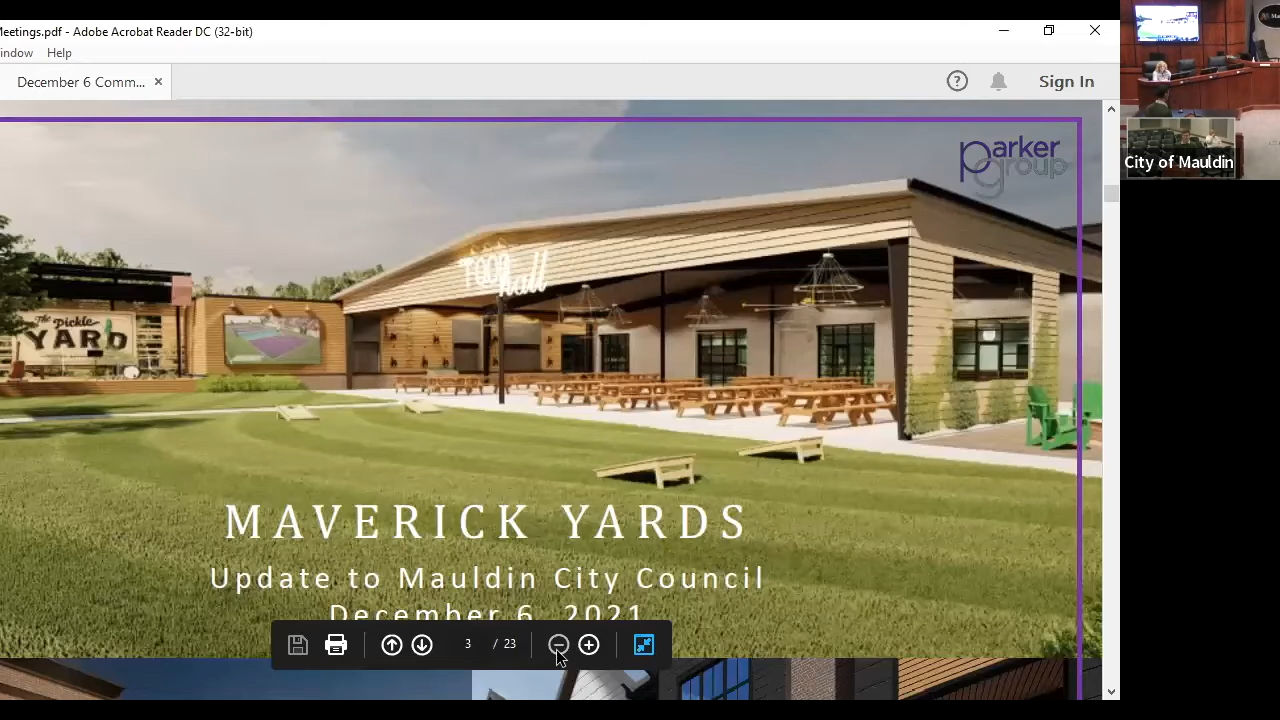 Meetings.pdf - Adobe Acrobat Reader DC (32-bit)
indow Help
December 6 Comm... ×
? Sign In
parker
group
City of Mauldin
FOOD hall
The Pickle
YARD
MAVERICK YARDS
Update to Mauldin City Council
December 6, 2021
3 / 23